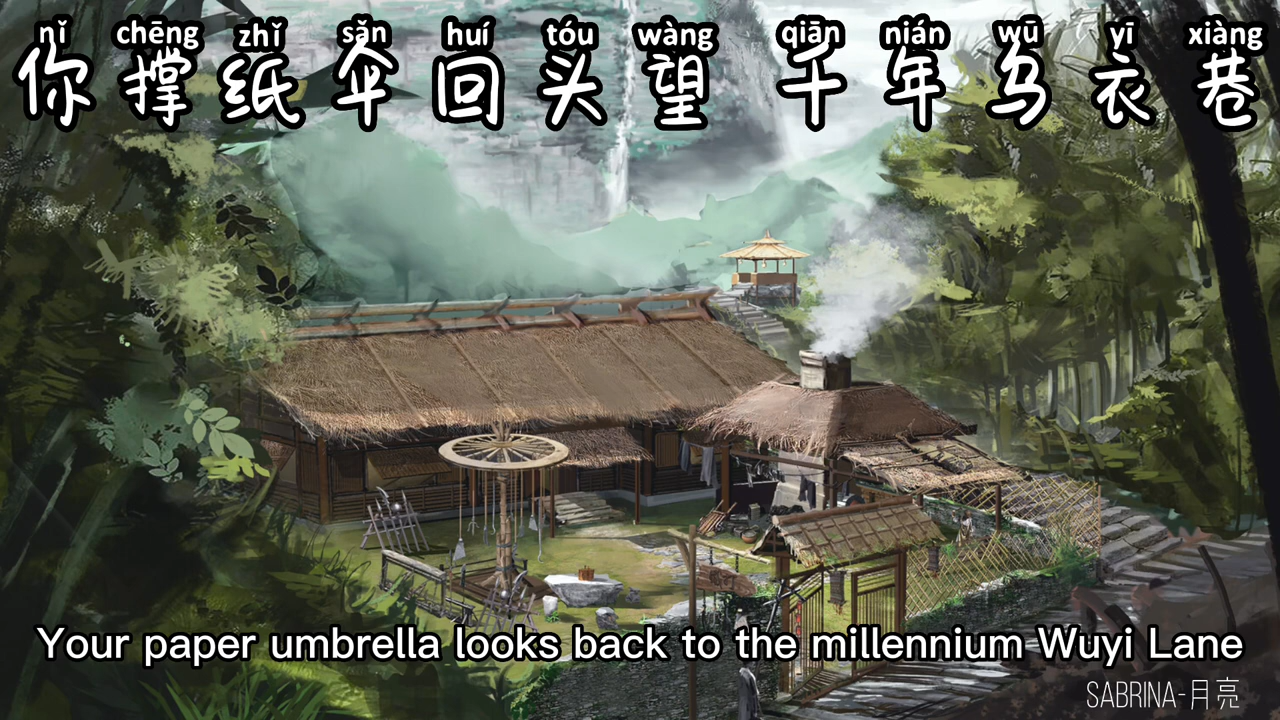 nǐ chēng zhǐ sǎn huí tóu wàng qiān nián wū yī xiàng
你撑纸伞回头望 千年乌衣巷
Your paper umbrella looks back to the millennium Wuyi Lane
SABRINA-月亮